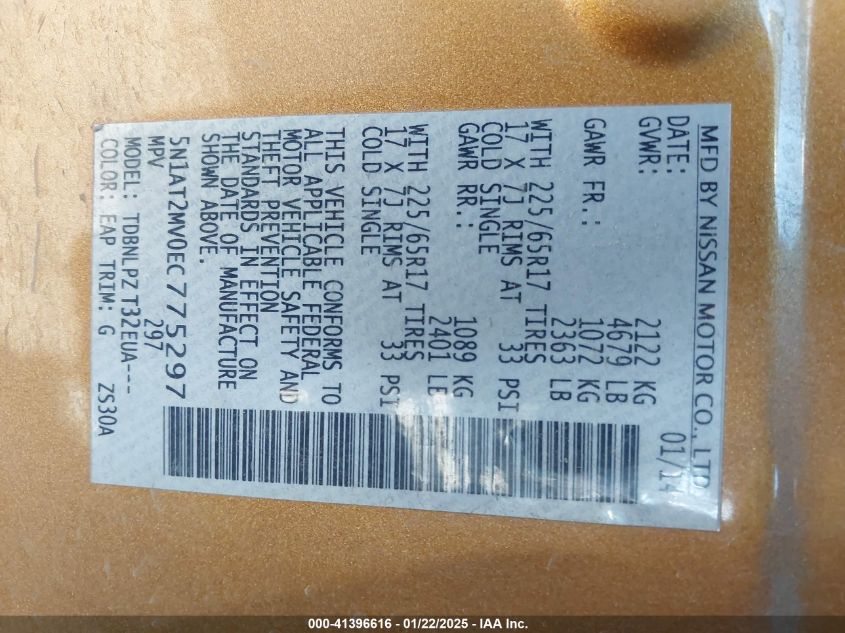 MFD BY NISSAN MOTOR CO., LTD
DATE: 01/14
GVWR: 2122 KG
4679 LB
GAWR FR.: 1072 KG
2363 LB
WITH 225/65R17 TIRES
17 X 7J RIMS AT 33 PSI
COLD SINGLE
GAWR RR.: 1089 KG
2401 LB
WITH 225/65R17 TIRES
17 X 7J RIMS AT 33 PSI
COLD SINGLE
THIS VEHICLE CONFORMS TO
ALL APPLICABLE FEDERAL
MOTOR VEHICLE SAFETY AND
THEFT PREVENTION
STANDARDS IN EFFECT ON
THE DATE OF MANUFACTURE
SHOWN ABOVE.
5N1AT2MV0EC775297
MPV 297
MODEL: TDBNLPZ T32EUA---
COLOR: EAP TRIM: G ZS30A
000-41396616 - 01/22/2025 - IAA Inc.